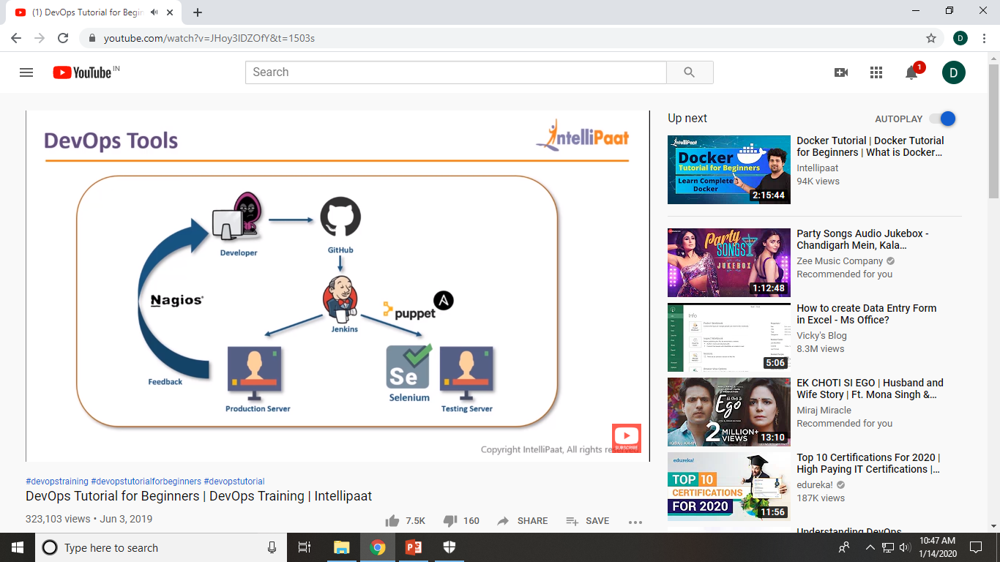 (1) DevOps Tutorial for Begin
youtube.com/watch?v=JHoy3IDZOfY&t=1503s
D
YouTube IN
Search
1
D
DevOps Tools
IntelliPaat
Developer
GitHub
Nagios
Jenkins
puppet
A
Feedback
Production Server
Se
Selenium
Testing Server
SUBSCRIBE
Copyright IntelliPaat, All rights
#devopstraining #devopstutorialforbeginners #devopstutorial
DevOps Tutorial for Beginners | DevOps Training | Intellipaat
323,103 views • Jun 3, 2019
7.5K
160
SHARE
SAVE
Up next
AUTOPLAY
IntelliPaat
Docker
Tutorial for Beginners
Learn Complete
Docker
2:15:44
Docker Tutorial | Docker Tutorial
for Beginners | What is Docker...
Intellipaat
94K views
Party
SONGS
JUKEBOX
1:12:48
Party Songs Audio Jukebox -
Chandigarh Mein, Kala...
Zee Music Company
Recommended for you
Info
5:06
How to create Data Entry Form
in Excel - Ms Office?
Vicky's Blog
8.3M views
Ego
2 MILLION+
VIEWS
IQBAL KHAN
13:10
EK CHOTI SI EGO | Husband and
Wife Story | Ft. Mona Singh &...
Miraj Miracle
Recommended for you
edureka!
TOP 10
CERTIFICATIONS
FOR 2020
11:56
Top 10 Certifications For 2020 |
High Paying IT Certifications |...
edureka!
187K views
Understanding DevOps
Type here to search
10:47 AM
1/14/2020